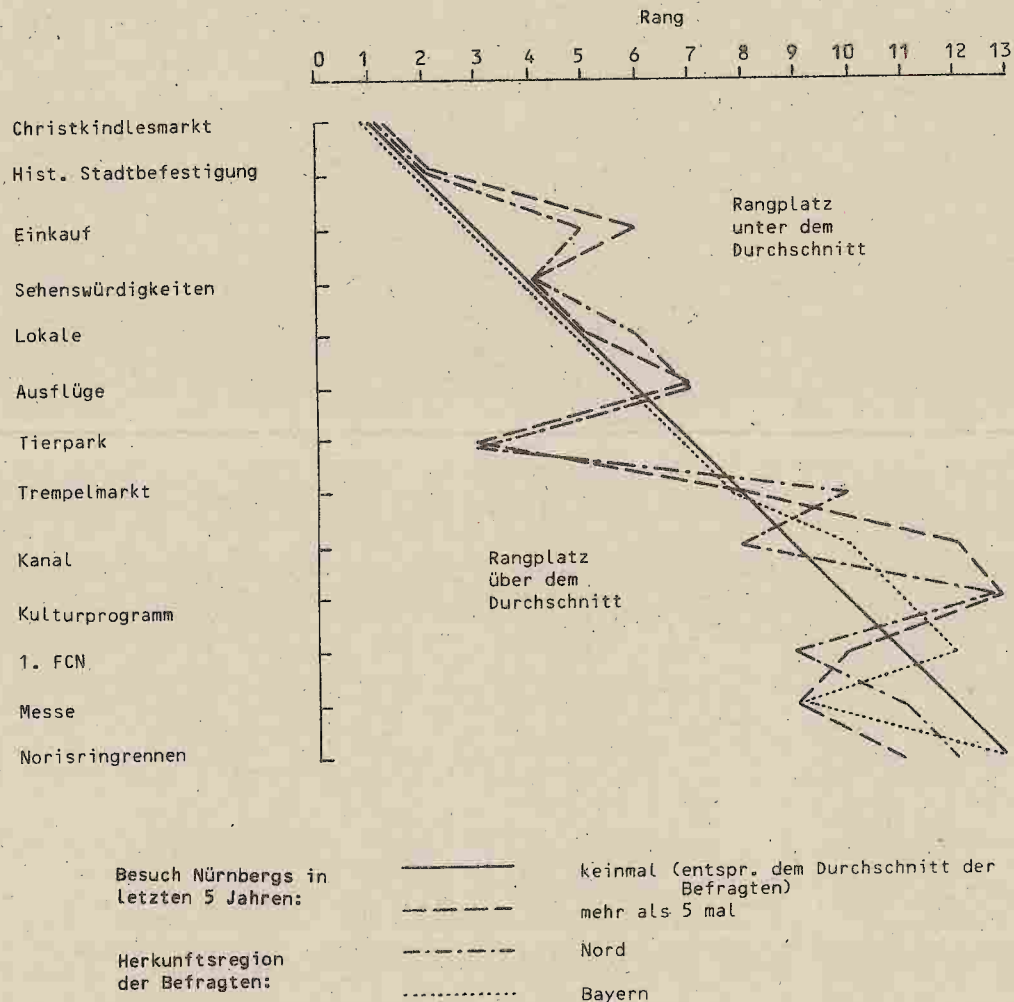 Rang
0 1 2 3 4 5 6 7 8 9 10 11 12 13
Christkindlesmarkt
Hist. Stadtbefestigung
Einkauf
Sehenswürdigkeiten
Lokale
Ausflüge
Tierpark
Trempelmarkt
Kanal
Kulturprogramm
1. FCN
Messe
Norisringrennen
Rangplatz
unter dem
Durchschnitt
Rangplatz
über dem
Durchschnitt
Besuch Nürnbergs in
letzten 5 Jahren:
keinmal (entspr. dem Durchschnitt der
Befragten)
mehr als 5 mal
Herkunftsregion
der Befragten:
Nord
Bayern